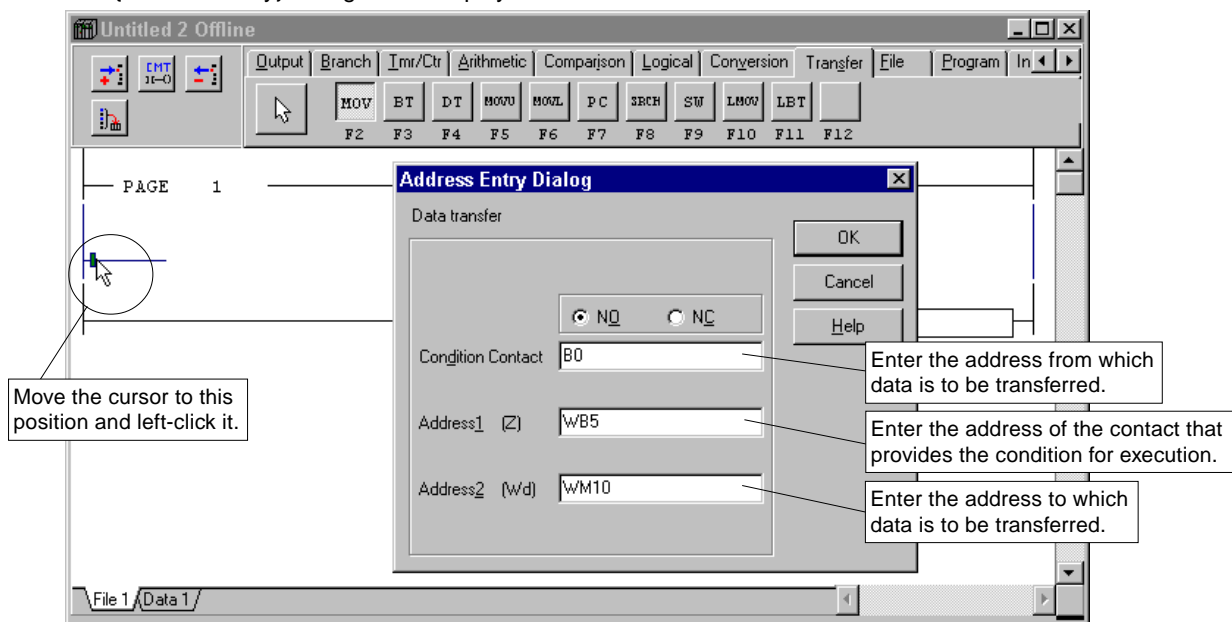 Untitled 2 Offline
CMT
Output Branch Tmr/Ctr Arithmetic Comparison Logical Conversion Transfer File Program In
MOV BT DT MOVU MOVL PC SRCH SW LMOV LBT
F2 F3 F4 F5 F6 F7 F8 F9 F10 F11 F12
PAGE 1
Address Entry Dialog
Data transfer
OK
Cancel
NO NC
Help
Condition Contact B0
Enter the address from which
data is to be transferred.
Move the cursor to this
position and left-click it.
Address1 (Z) WB5
Enter the address of the contact that
provides the condition for execution.
Address2 (Wd) WM10
Enter the address to which
data is to be transferred.
File 1 Data 1